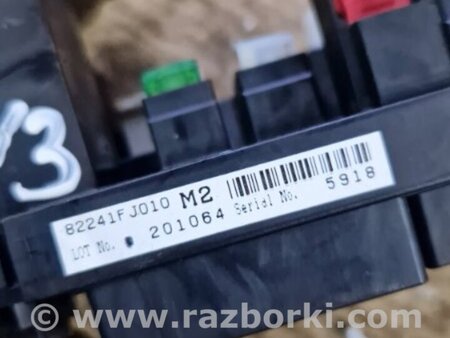 /3
82241FJ010 M2
LOT No. 201064 Serial No. 5918
© www.razborki.com